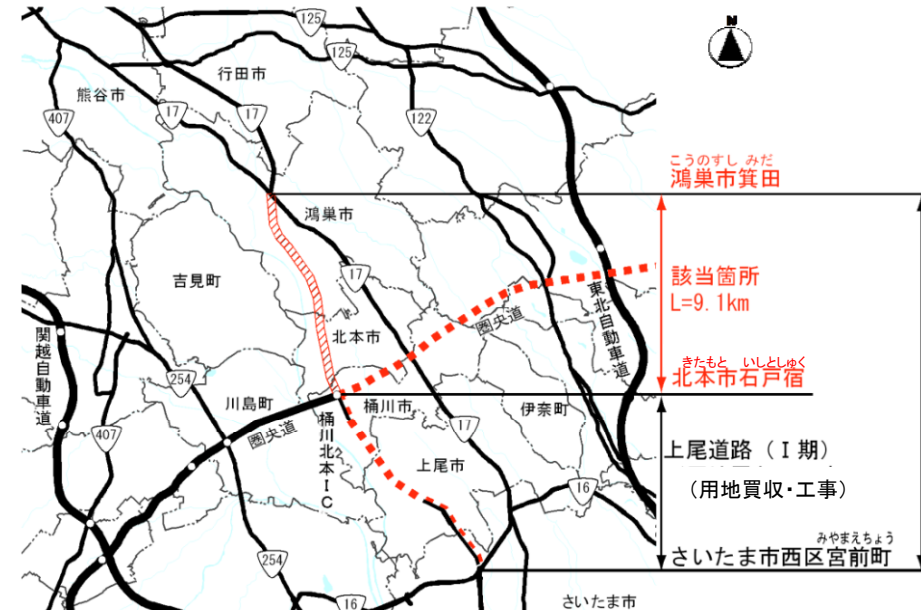 N
125
125
行田市
熊谷市
407
17
17
122
こうのすし みだ
鴻巣市箕田
鴻巣市
吉見町
17
該当箇所
L=9.1km
圏央道
東北自動車道
北本市
関越自動車道
きたもと いしとしゅく
北本市石戸宿
254
川島町
桶川市
伊奈町
圏央道
桶川北本IC
407
17
上尾市
上尾道路(Ⅰ期)
16
(用地買収・工事)
みやまえちょう
さいたま市西区宮前町
254
16
さいたま市